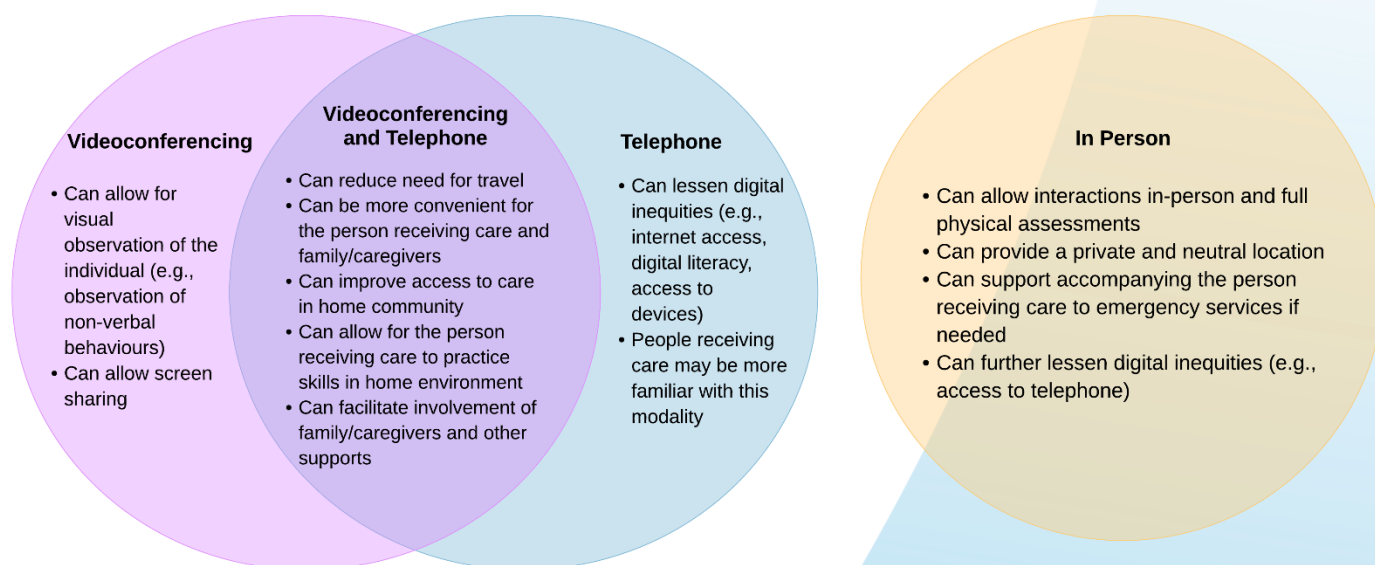 Videoconferencing
• Can allow for
visual
observation of the
individual (e.g.,
observation of
non-verbal
behaviours)
• Can allow screen
sharing
Videoconferencing
and Telephone
• Can reduce need for travel
• Can be more convenient for
the person receiving care and
family/caregivers
• Can improve access to care
in home community
• Can allow for the person
receiving care to practice
skills in home environment
• Can facilitate involvement of
family/caregivers and other
supports
Telephone
• Can lessen digital
inequities (e.g.,
internet access,
digital literacy,
access to
devices)
• People receiving
care may be more
familiar with this
modality
In Person
• Can allow interactions in-person and full
physical assessments
• Can provide a private and neutral location
• Can support accompanying the person
receiving care to emergency services if
needed
• Can further lessen digital inequities (e.g.,
access to telephone)